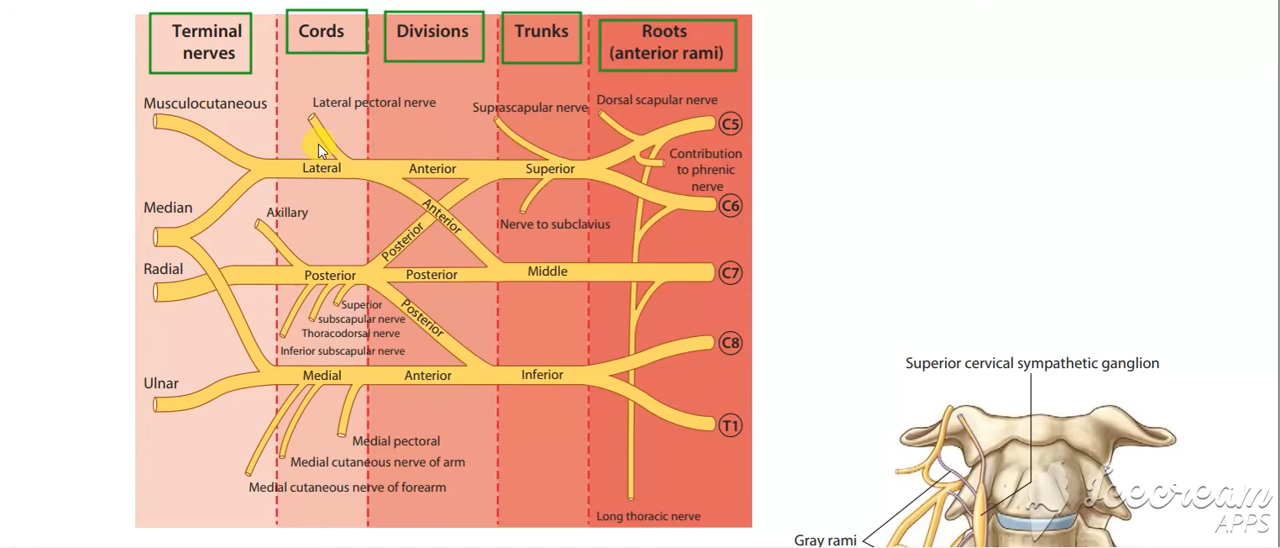 Terminal
nerves
Cords
Divisions
Trunks
Roots
(anterior rami)
Musculocutaneous
Lateral pectoral nerve
Suprascapular nerve
Dorsal scapular nerve
C5
Contribution
to phrenic
nerve
Lateral
Anterior
Superior
Median
Axillary
Anterior
Posterior
Nerve to subclavius
C6
Radial
Posterior
Posterior
Middle
C7
Superior
subscapular nerve
Thoracodorsal nerve
Inferior subscapular nerve
Posterior
C8
Ulnar
Medial
Anterior
Inferior
T1
Medial pectoral
Medial cutaneous nerve of arm
Medial cutaneous nerve of forearm
Long thoracic nerve
Superior cervical sympathetic ganglion
Gray rami
Icecream
APPS